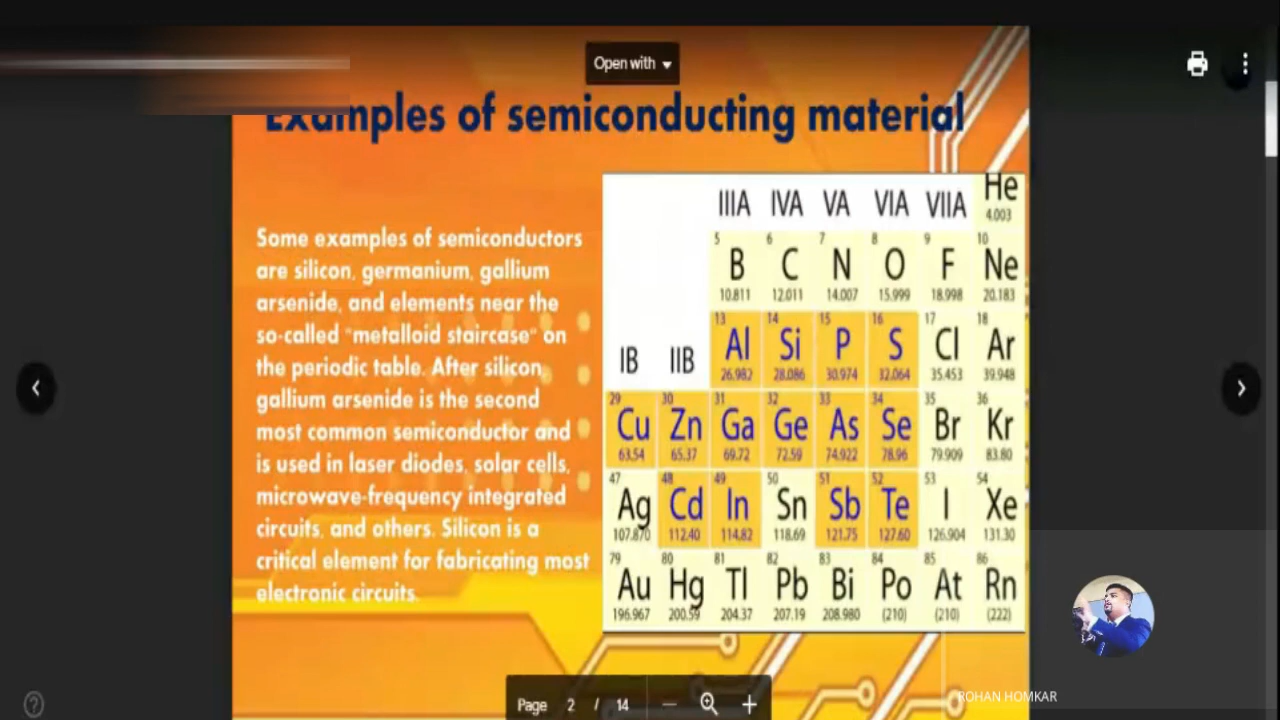 Open with
Examples of semiconducting material
Some examples of semiconductors
are silicon, germanium, gallium
arsenide, and elements near the
so-called "metalloid staircase" on
the periodic table. After silicon,
gallium arsenide is the second
most common semiconductor and
is used in laser diodes, solar cells,
microwave-frequency integrated
circuits, and others. Silicon is a
critical element for fabricating most
electronic circuits.
He
IIIA IVA VA VIA VIIA
4.003
5 6 7 8 9 10
B C N O F Ne
10.811 12.011 14.007 15.999 18.998 20.183
13 14 15 16 17 18
IB IIB Al Si P S Cl Ar
26.982 28.086 30.974 32.064 35.453 39.948
29 30 31 32 33 34 35 36
Cu Zn Ga Ge As Se Br Kr
63.54 65.37 69.72 72.59 74.922 78.96 79.909 83.80
47 48 49 50 51 52 53 54
Ag Cd In Sn Sb Te I Xe
107.870 112.40 114.82 118.69 121.75 127.60 126.904 131.30
79 80 81 82 83 84 85 86
Au Hg Tl Pb Bi Po At Rn
196.967 200.59 204.37 207.19 208.980 (210) (210) (222)
Page 2 / 14
ROHAN HOMKAR